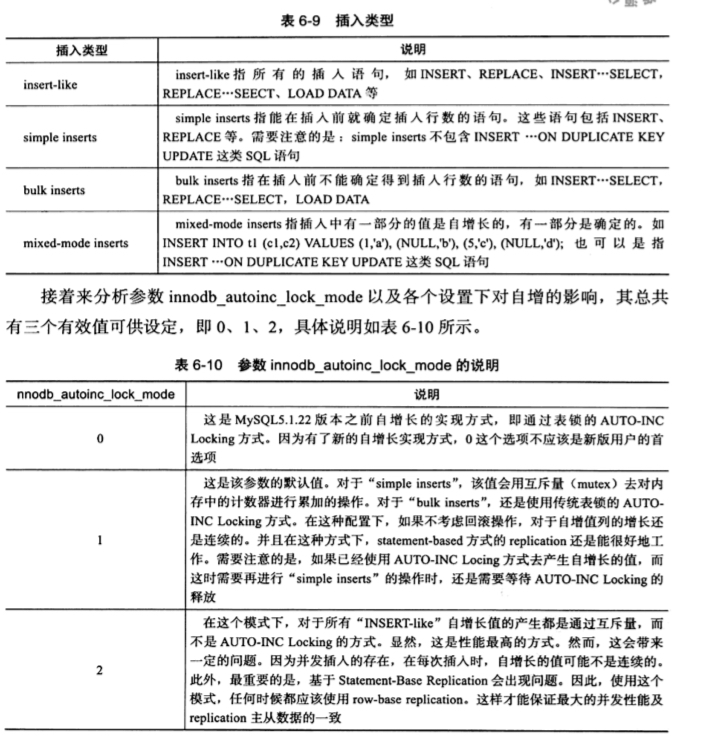 表 6-9 插入类型
插入类型 说明
insert-like
insert-like 指所有的插入语句，如 INSERT、REPLACE、INSERT…SELECT，
REPLACE…SEECT、LOAD DATA 等
simple inserts
simple inserts 指能在插入前就确定插入行数的语句。这些语句包括 INSERT、
REPLACE 等。需要注意的是：simple inserts 不包含 INSERT …ON DUPLICATE KEY
UPDATE 这类 SQL 语句
bulk inserts
bulk inserts 指在插入前不能确定得到插入行数的语句，如 INSERT…SELECT，
REPLACE…SELECT，LOAD DATA
mixed-mode inserts
mixed-mode inserts 指插入中有一部分的值是自增长的，有一部分是确定的。如
INSERT INTO t1 (c1,c2) VALUES (1,'a'), (NULL,'b'), (5,'c'), (NULL,'d'); 也可以是指
INSERT …ON DUPLICATE KEY UPDATE 这类 SQL 语句
接着来分析参数 innodb_autoinc_lock_mode 以及各个设置下对自增的影响，其总共
有三个有效值可供设定，即 0、1、2，具体说明如表 6-10 所示。
表 6-10 参数 innodb_autoinc_lock_mode 的说明
nnodb_autoinc_lock_mode 说明
0
这是 MySQL5.1.22 版本之前自增长的实现方式，即通过表锁的 AUTO-INC
Locking 方式。因为有了新的自增长实现方式，0 这个选项不应该是新版用户的首
选项
1
这是该参数的默认值。对于“simple inserts”，该值会用互斥量（mutex）去对内
存中的计数器进行累加的操作。对于“bulk inserts”，还是使用传统表锁的 AUTO-
INC Locking 方式。在这种配置下，如果不考虑回滚操作，对于自增值列的增长还
是连续的。并且在这种方式下，statement-based 方式的 replication 还是能很好地工
作。需要注意的是，如果已经使用 AUTO-INC Locing 方式去产生自增长的值，而
这时需要再进行“simple inserts”的操作时，还是需要等待 AUTO-INC Locking 的
释放
2
在这个模式下，对于所有“INSERT-like”自增长值的产生都是通过互斥量，而
不是 AUTO-INC Locking 的方式。显然，这是性能最高的方式。然而，这会带来
一定的问题。因为并发插入的存在，在每次插入时，自增长的值可能不是连续的。
此外，最重要的是，基于 Statement-Base Replication 会出现问题。因此，使用这个
模式，任何时候都应该使用 row-base replication。这样才能保证最大的并发性能及
replication 主从数据的一致